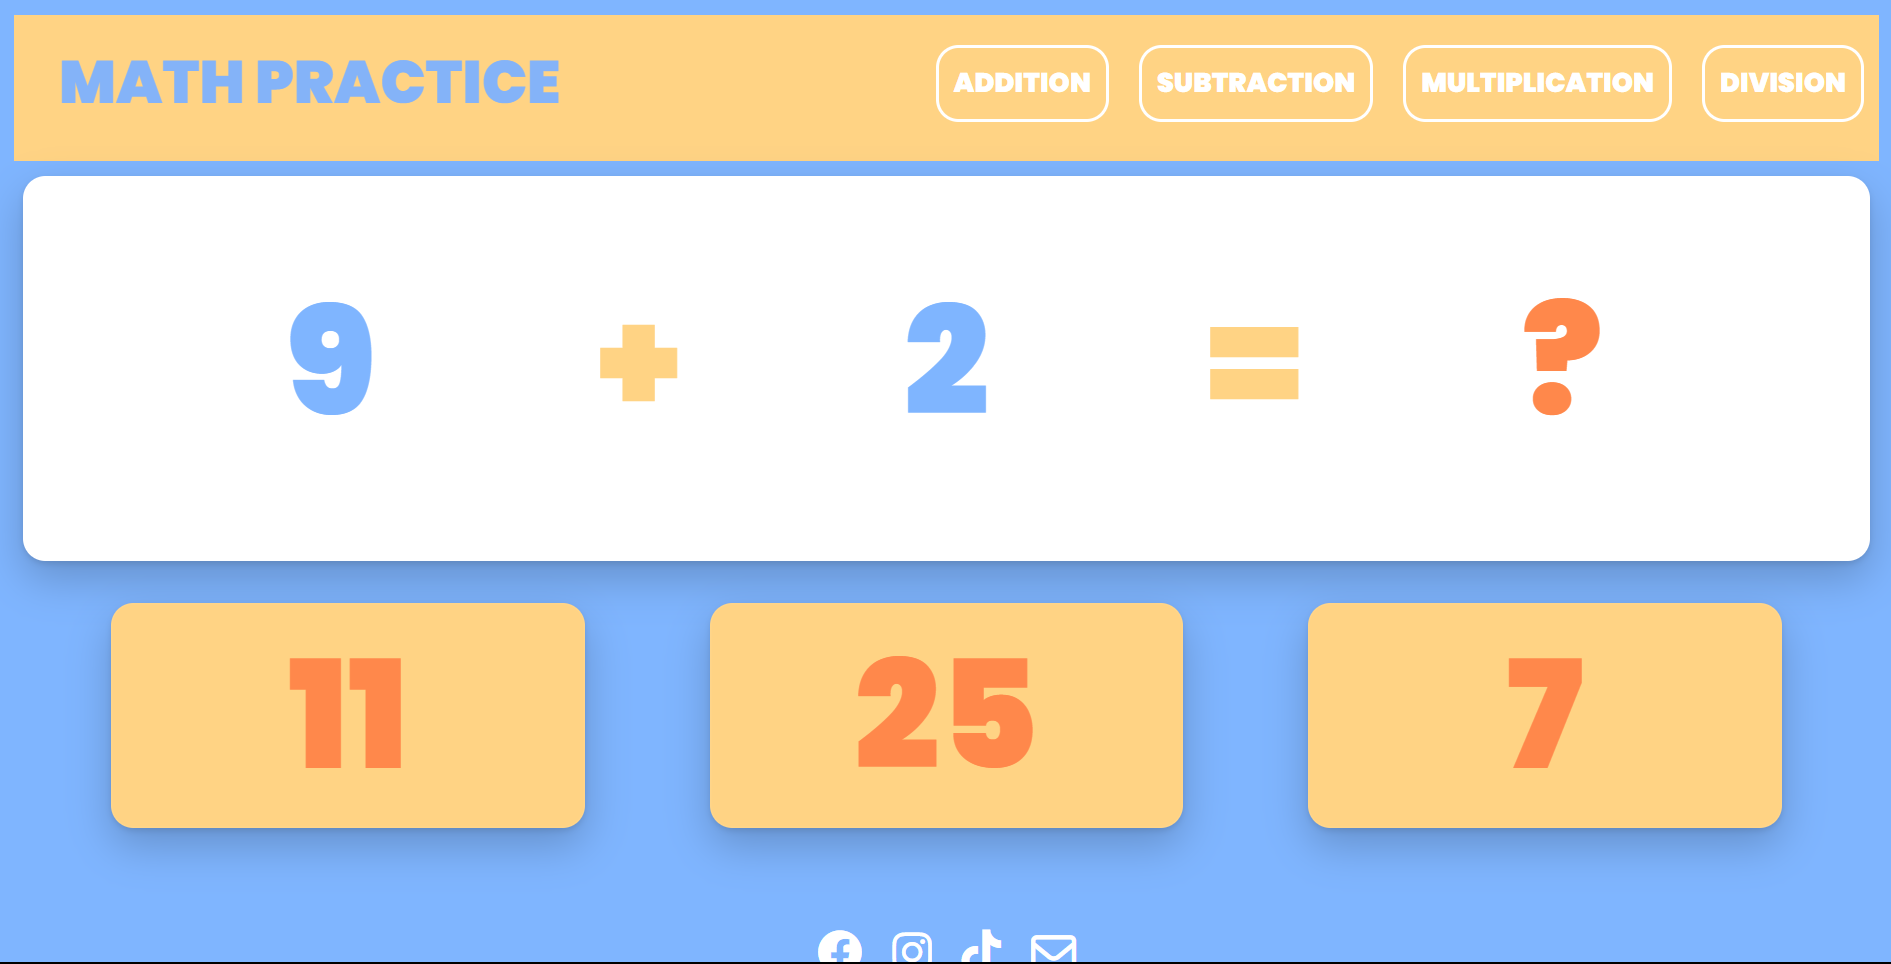 MATH PRACTICE
ADDITION SUBTRACTION MULTIPLICATION DIVISION
9 + 2 = ?
11 25 7